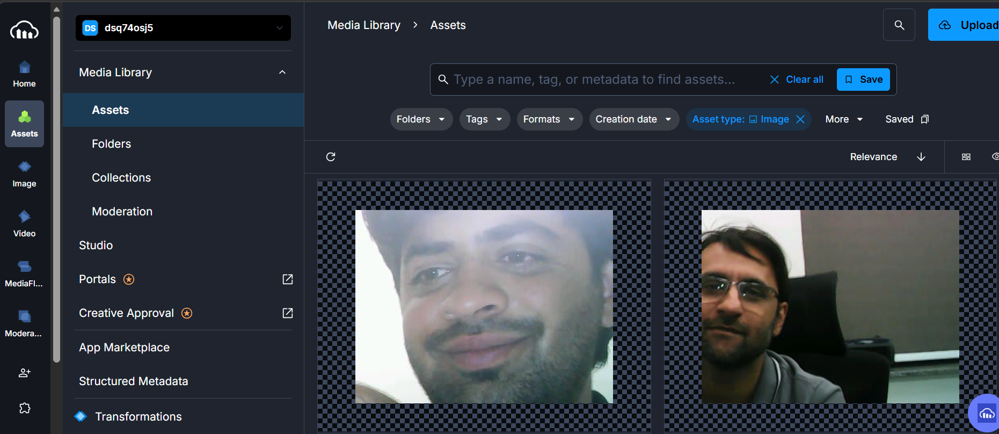 DS dsq74osj5
Media Library > Assets
Upload
Home
Assets
Image
Video
MediaFl...
Modera...
Media Library
Assets
Folders
Collections
Moderation
Studio
Portals
Creative Approval
App Marketplace
Structured Metadata
Transformations
Type a name, tag, or metadata to find assets...
Clear all
Save
Folders
Tags
Formats
Creation date
Asset type: Image
More
Saved
Relevance